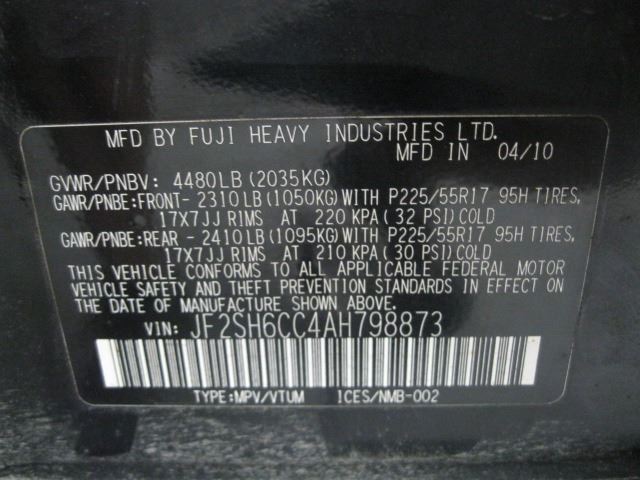 MFD BY FUJI HEAVY INDUSTRIES LTD.
MFD IN 04/10
GVWR/PNBV: 4480LB (2035KG)
GAWR/PNBE:FRONT- 2310LB(1050KG)WITH P225/55R17 95H TIRES,
17X7JJ RIMS AT 220 KPA (32 PSI)COLD
GAWR/PNBE:REAR - 2410LB(1095KG)WITH P225/55R17 95H TIRES,
17X7JJ RIMS AT 210 KPA(30 PSI)COLD
THIS VEHICLE CONFORMS TO ALL APPLICABLE FEDERAL MOTOR
VEHICLE SAFETY AND THEFT PREVENTION STANDARDS IN EFFECT
ON THE DATE OF MANUFACTURE SHOWN ABOVE.
VIN: JF2SH6CC4AH798873
TYPE:MPV/VTUM ICES/NMB-002